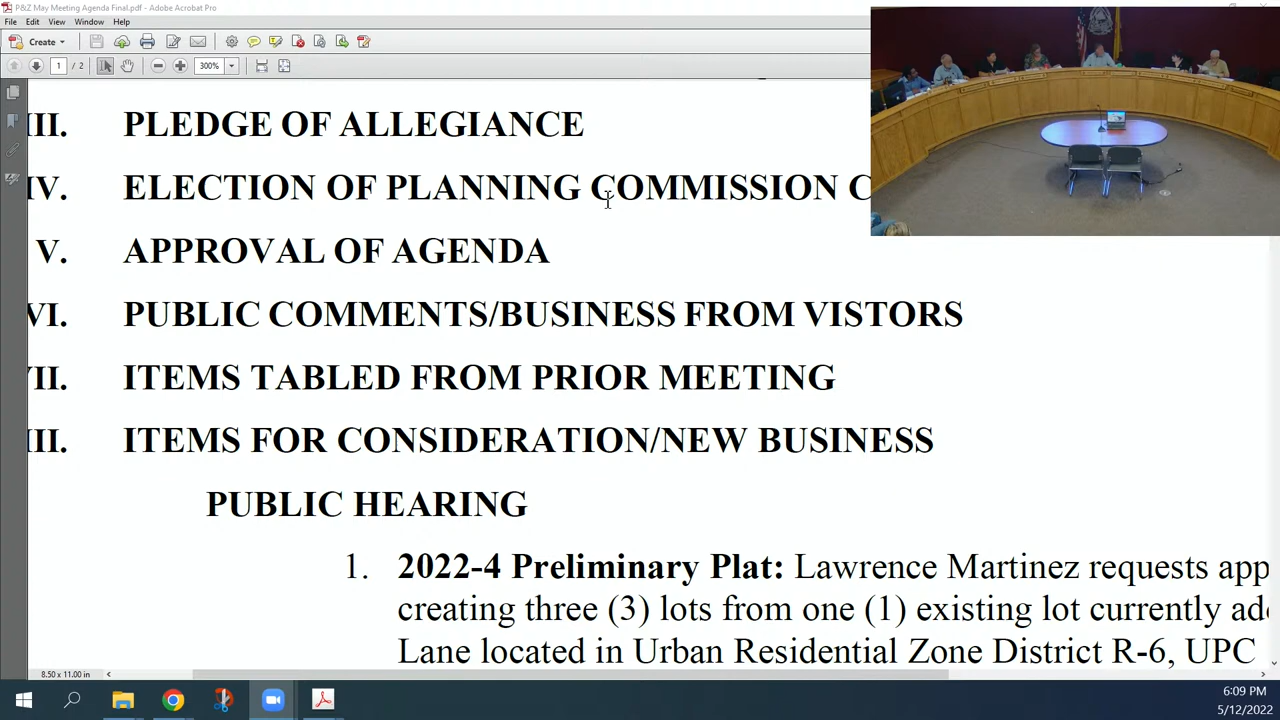 P&Z May Meeting Agenda Final.pdf - Adobe Acrobat Pro
File Edit View Window Help
Create
1 / 2 300%
III. PLEDGE OF ALLEGIANCE
IV. ELECTION OF PLANNING COMMISSION C
V. APPROVAL OF AGENDA
VI. PUBLIC COMMENTS/BUSINESS FROM VISTORS
VII. ITEMS TABLED FROM PRIOR MEETING
III. ITEMS FOR CONSIDERATION/NEW BUSINESS
PUBLIC HEARING
1. 2022-4 Preliminary Plat: Lawrence Martinez requests app
creating three (3) lots from one (1) existing lot currently ad
Lane located in Urban Residential Zone District R-6, UPC
8.50 x 11.00 in
6:09 PM
5/12/2022